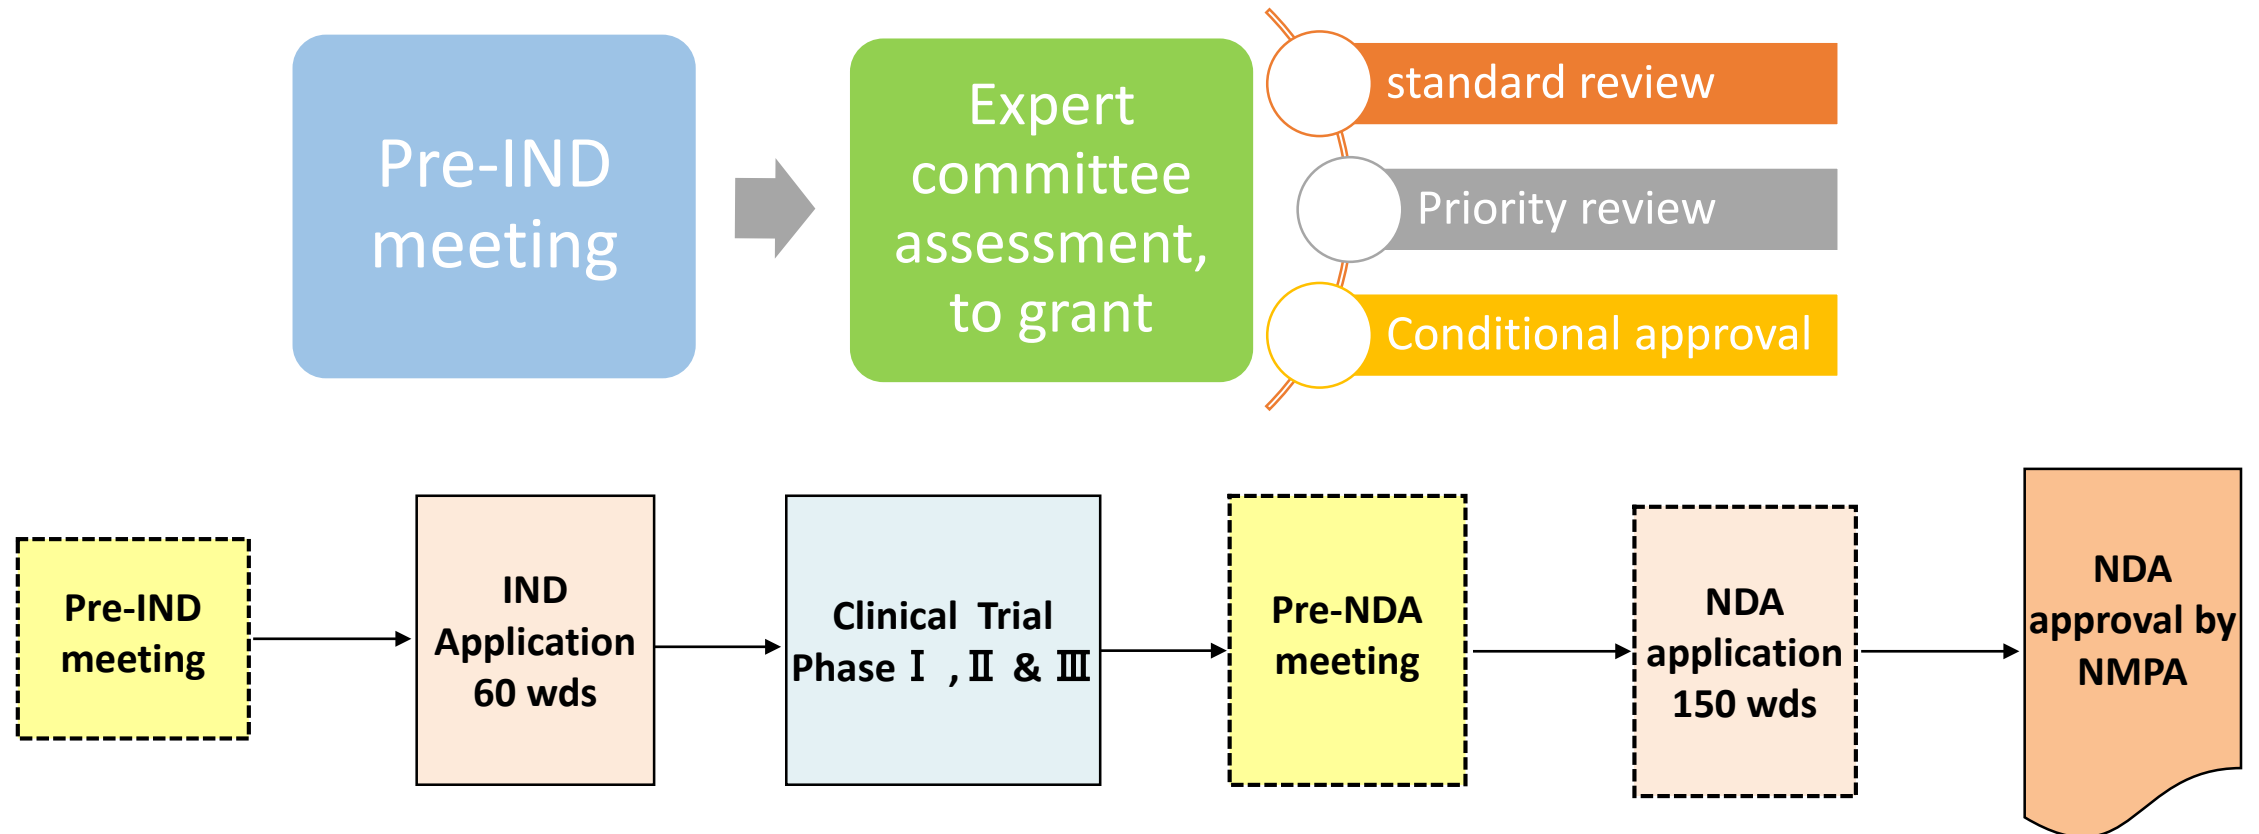 Pre-IND
meeting
Expert
committee
assessment,
to grant
standard review
Priority review
Conditional approval
Pre-IND
meeting
IND
Application
60 wds
Clinical Trial
Phase Ⅰ , Ⅱ & Ⅲ
Pre-NDA
meeting
NDA
application
150 wds
NDA
approval by
NMPA